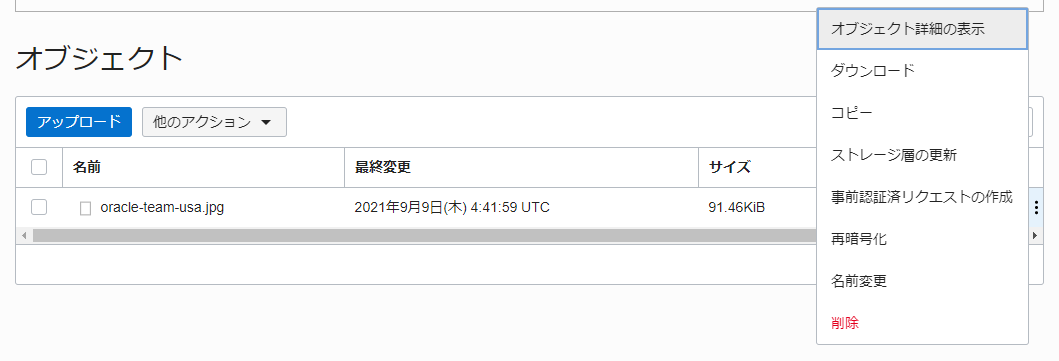 オブジェクト
アップロード
他のアクション
名前
最終変更
サイズ
oracle-team-usa.jpg
2021年9月9日(木) 4:41:59 UTC
91.46KiB
オブジェクト詳細の表示
ダウンロード
コピー
ストレージ層の更新
事前認証済リクエストの作成
再暗号化
名前変更
削除